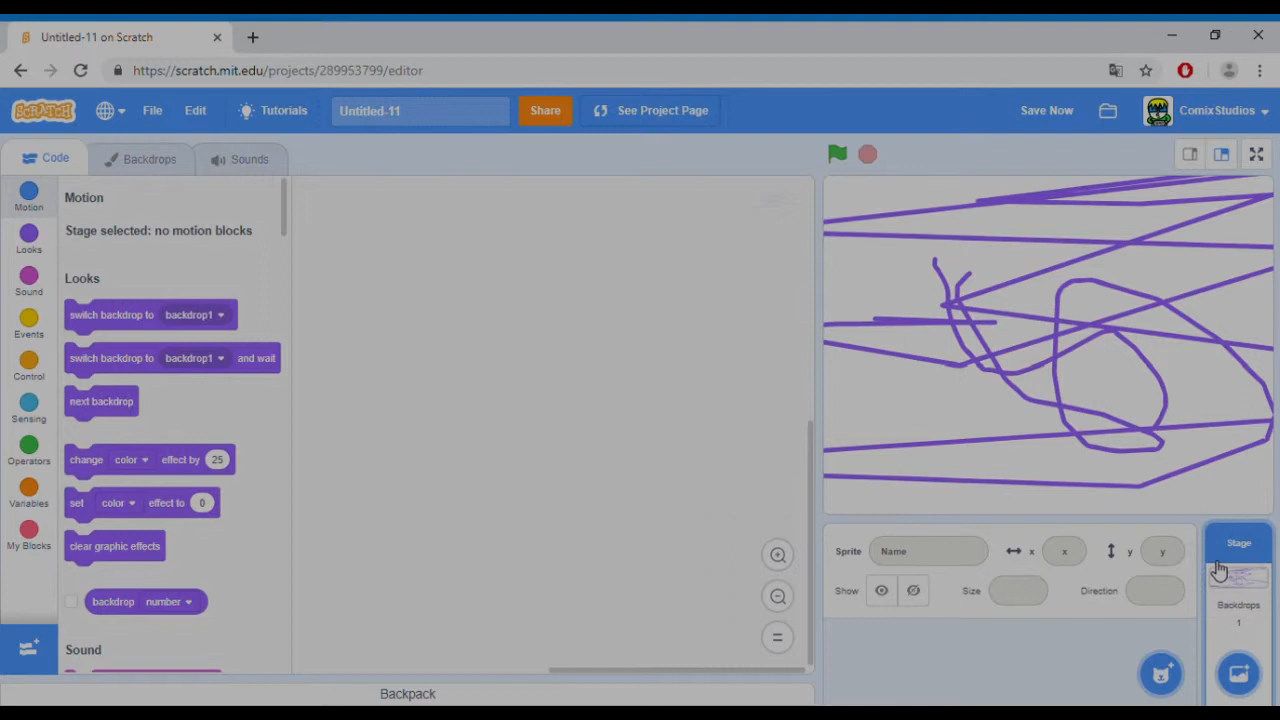 Untitled-11 on Scratch
https://scratch.mit.edu/projects/289953799/editor
SCRATCH
File
Edit
Tutorials
Untitled-11
Share
See Project Page
Save Now
ComixStudios
Code
Backdrops
Sounds
Motion
Looks
Sound
Events
Control
Sensing
Operators
Variables
My Blocks
Motion
Stage selected: no motion blocks
Looks
switch backdrop to backdrop1
switch backdrop to backdrop1 and wait
next backdrop
change color effect by 25
set color effect to 0
clear graphic effects
backdrop number
Sound
Backpack
Sprite Name
x x
y y
Show
Size
Direction
Stage
Backdrops
1